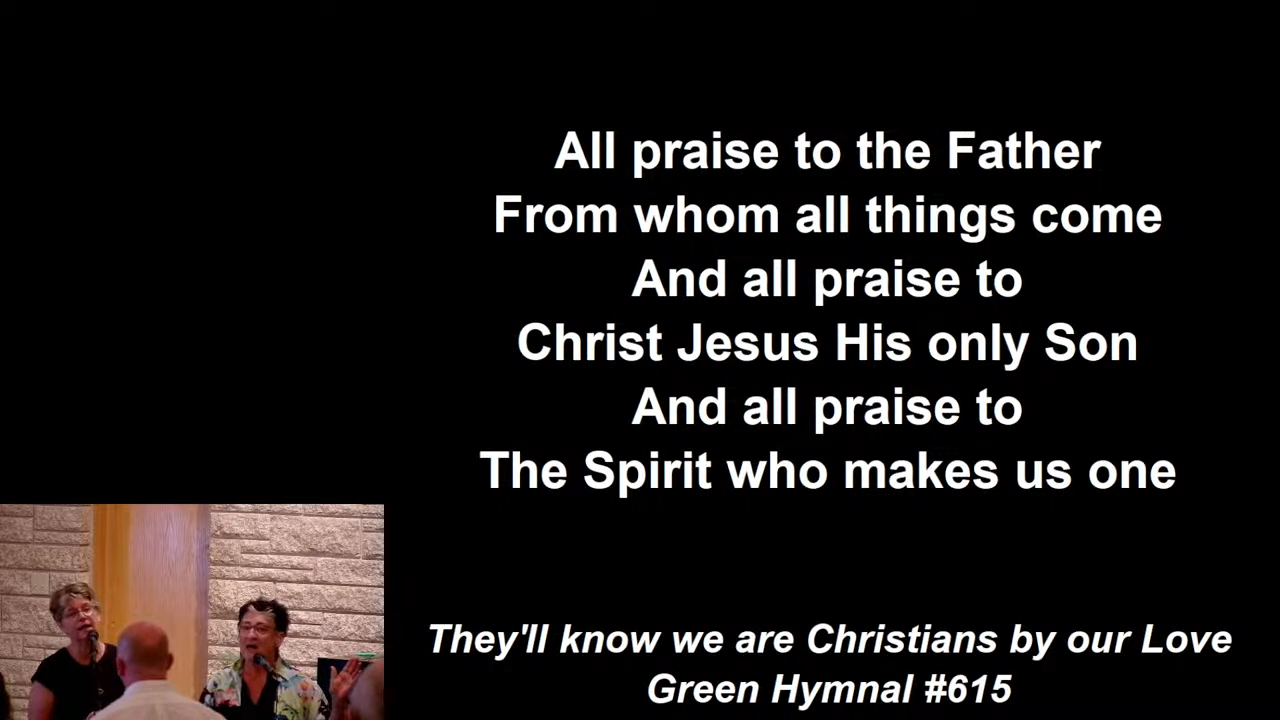 All praise to the Father
From whom all things come
And all praise to
Christ Jesus His only Son
And all praise to
The Spirit who makes us one
They'll know we are Christians by our Love
Green Hymnal #615